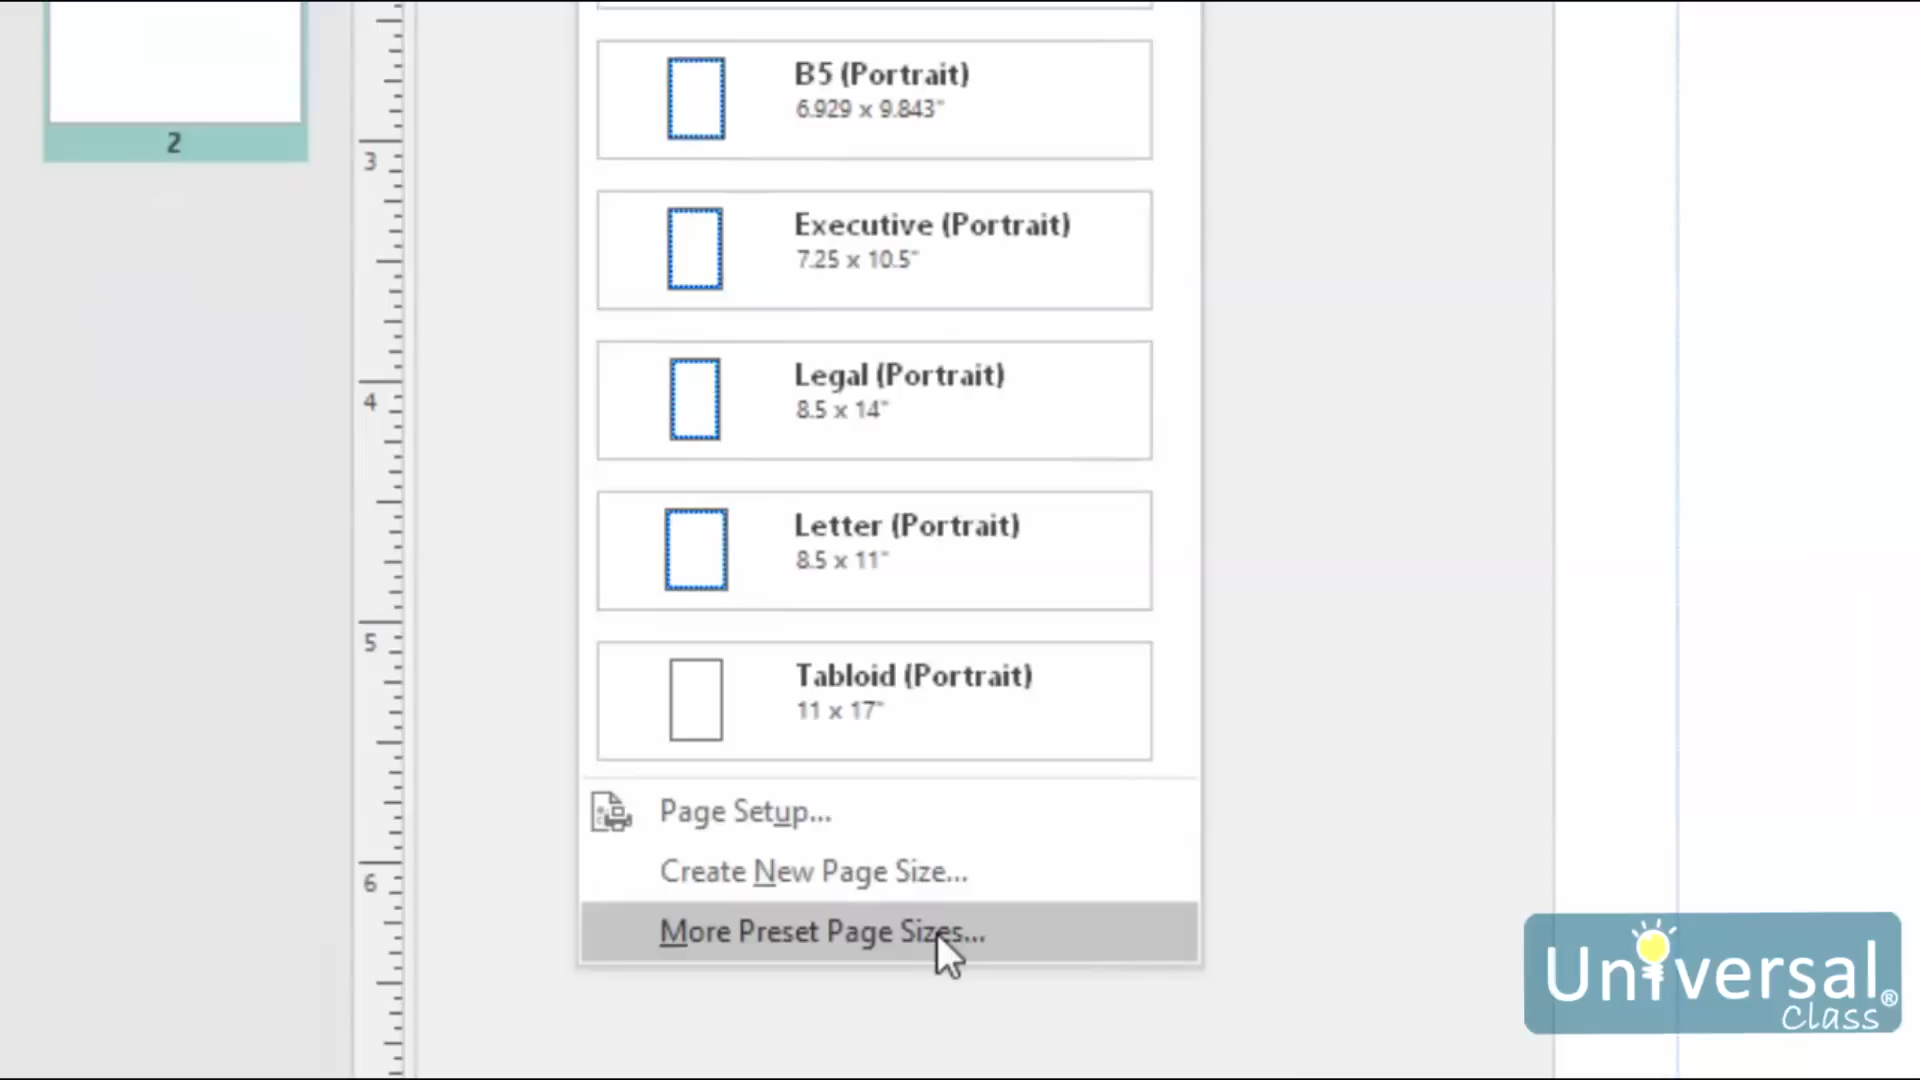 2
3
4
5
6
B5 (Portrait)
6.929 x 9.843"
Executive (Portrait)
7.25 x 10.5"
Legal (Portrait)
8.5 x 14"
Letter (Portrait)
8.5 x 11"
Tabloid (Portrait)
11 x 17"
Page Setup...
Create New Page Size...
More Preset Page Sizes...
Universal®
Class